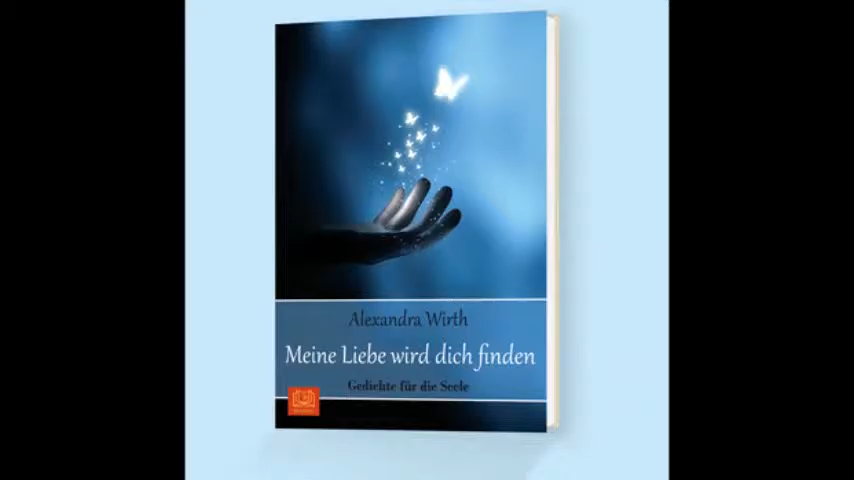 Alexandra Wirth
Meine Liebe wird dich finden
Gedichte für die Seele